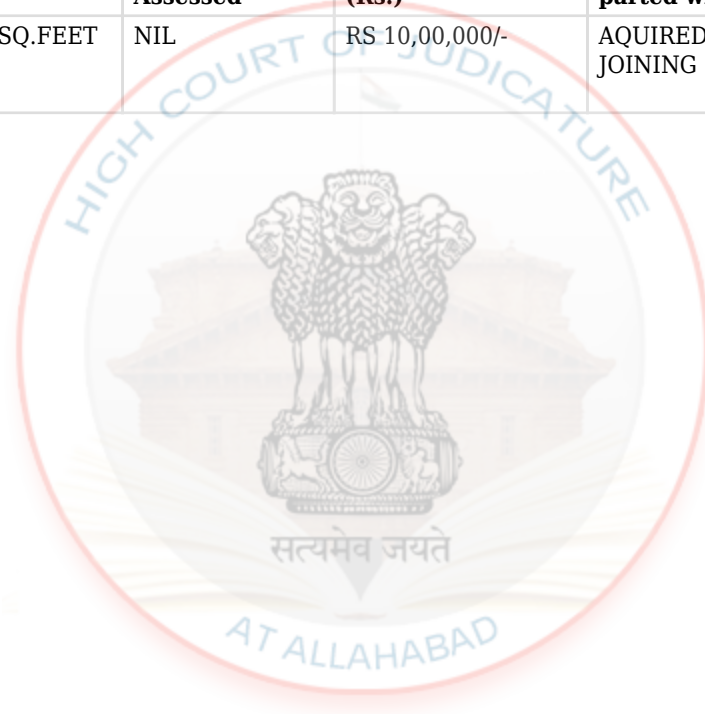 Assessed (Rs.)
SQ.FEET NIL RS 10,00,000/- AQUIRED
JOINING
HIGH COURT OF JUDICATURE
सत्यमेव जयते
AT ALLAHABAD